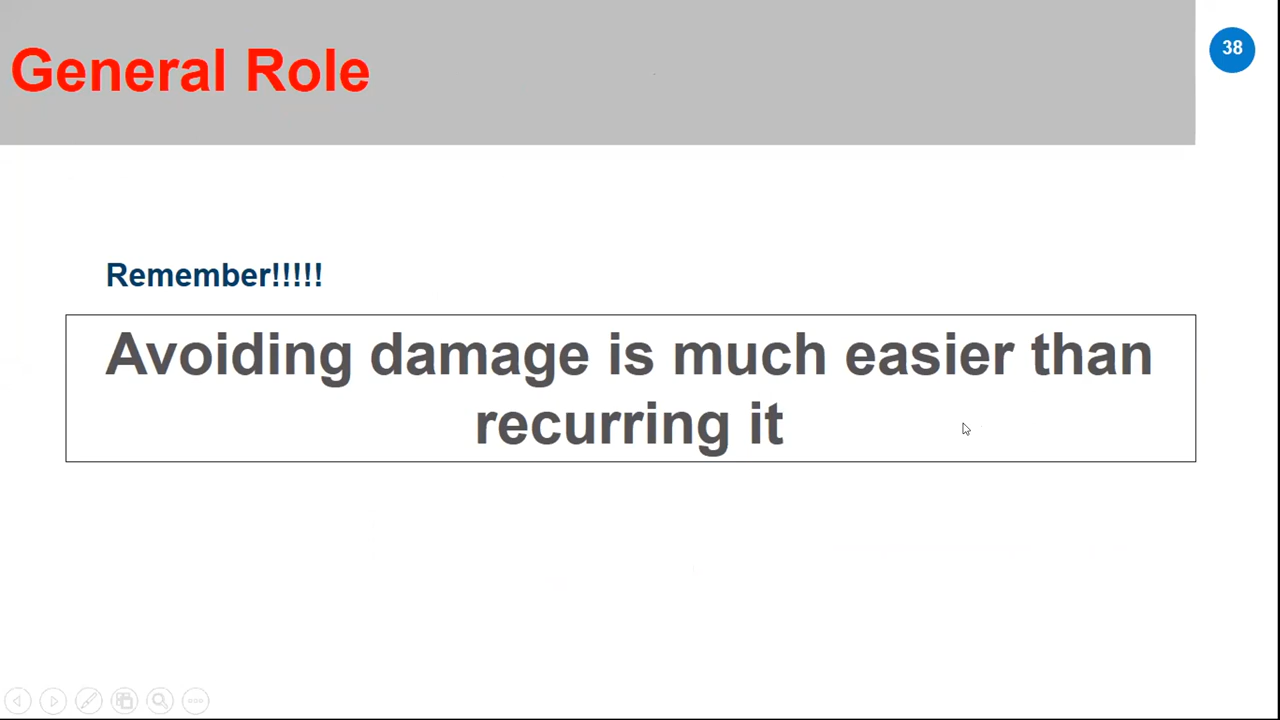 General Role
38
Remember!!!!!
Avoiding damage is much easier than
recurring it